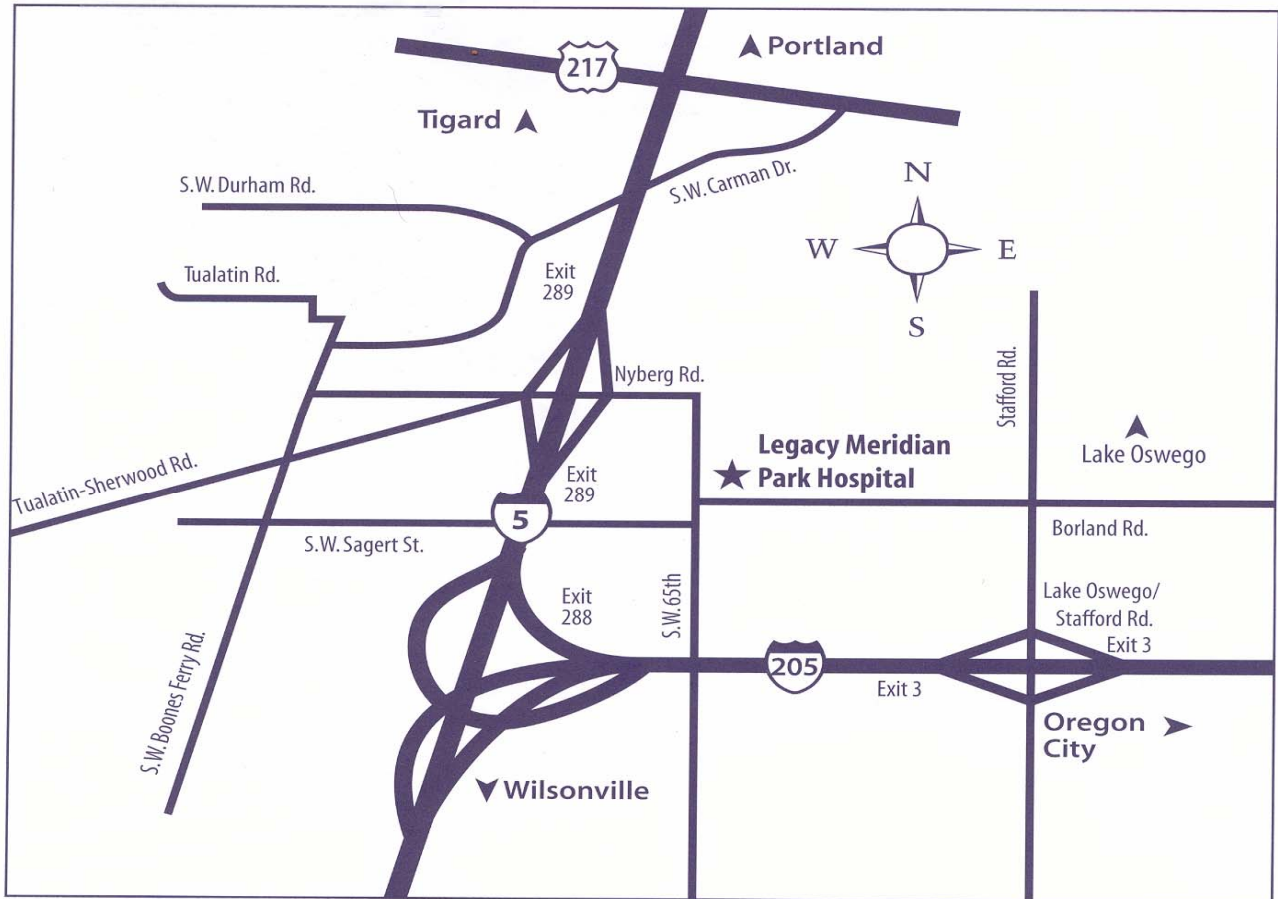 217
Portland
Tigard
S.W. Carman Dr.
S.W. Durham Rd.
N
W
E
S
Tualatin Rd.
Exit
289
Nyberg Rd.
Stafford Rd.
Legacy Meridian
Park Hospital
Lake Oswego
Tualatin-Sherwood Rd.
Exit
289
5
S.W. Sagert St.
Borland Rd.
Exit
288
S.W. 65th
Lake Oswego/
Stafford Rd.
Exit 3
205
Exit 3
S.W. Boones Ferry Rd.
Oregon
City
Wilsonville